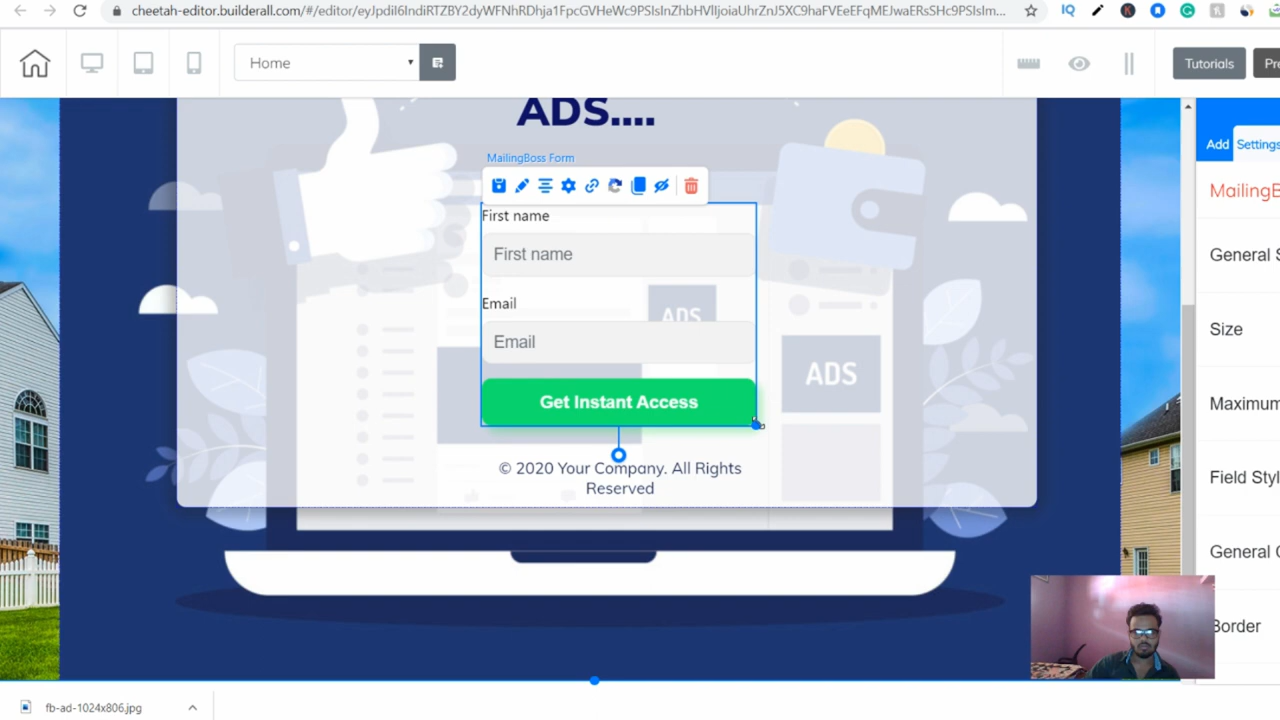 cheetah-editor.builderall.com/#/editor/
Home
Tutorials
Pre
ADS....
MailingBoss Form
First name
First name
Email
Email
ADS
Get Instant Access
ADS
© 2020 Your Company. All Rights
Reserved
Add
Settings
MailingB
General S
Size
Maximum
Field Styl
General C
Border
IQ
K
fb-ad-1024x806.jpg